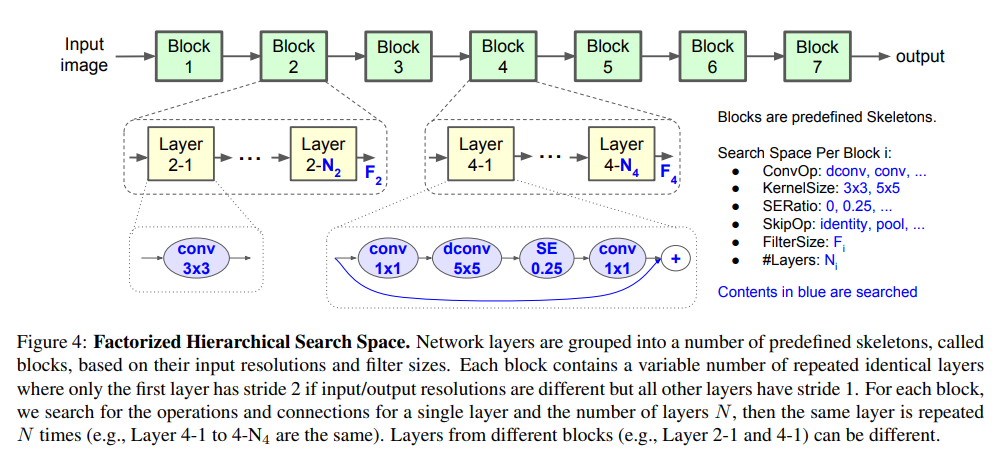 Input image
Block 1
Block 2
Block 3
Block 4
Block 5
Block 6
Block 7
output
Layer 2-1
...
Layer 2-N2
F2
Layer 4-1
...
Layer 4-N4
F4
conv 3x3
conv 1x1
dconv 5x5
SE 0.25
conv 1x1
+
Blocks are predefined Skeletons.
Search Space Per Block i:
● ConvOp: dconv, conv, ...
● KernelSize: 3x3, 5x5
● SERatio: 0, 0.25, ...
● SkipOp: identity, pool, ...
● FilterSize: Fi
● #Layers: Ni
Contents in blue are searched
Figure 4: Factorized Hierarchical Search Space. Network layers are grouped into a number of predefined skeletons, called
blocks, based on their input resolutions and filter sizes. Each block contains a variable number of repeated identical layers
where only the first layer has stride 2 if input/output resolutions are different but all other layers have stride 1. For each block,
we search for the operations and connections for a single layer and the number of layers N, then the same layer is repeated
N times (e.g., Layer 4-1 to 4-N4 are the same). Layers from different blocks (e.g., Layer 2-1 and 4-1) can be different.